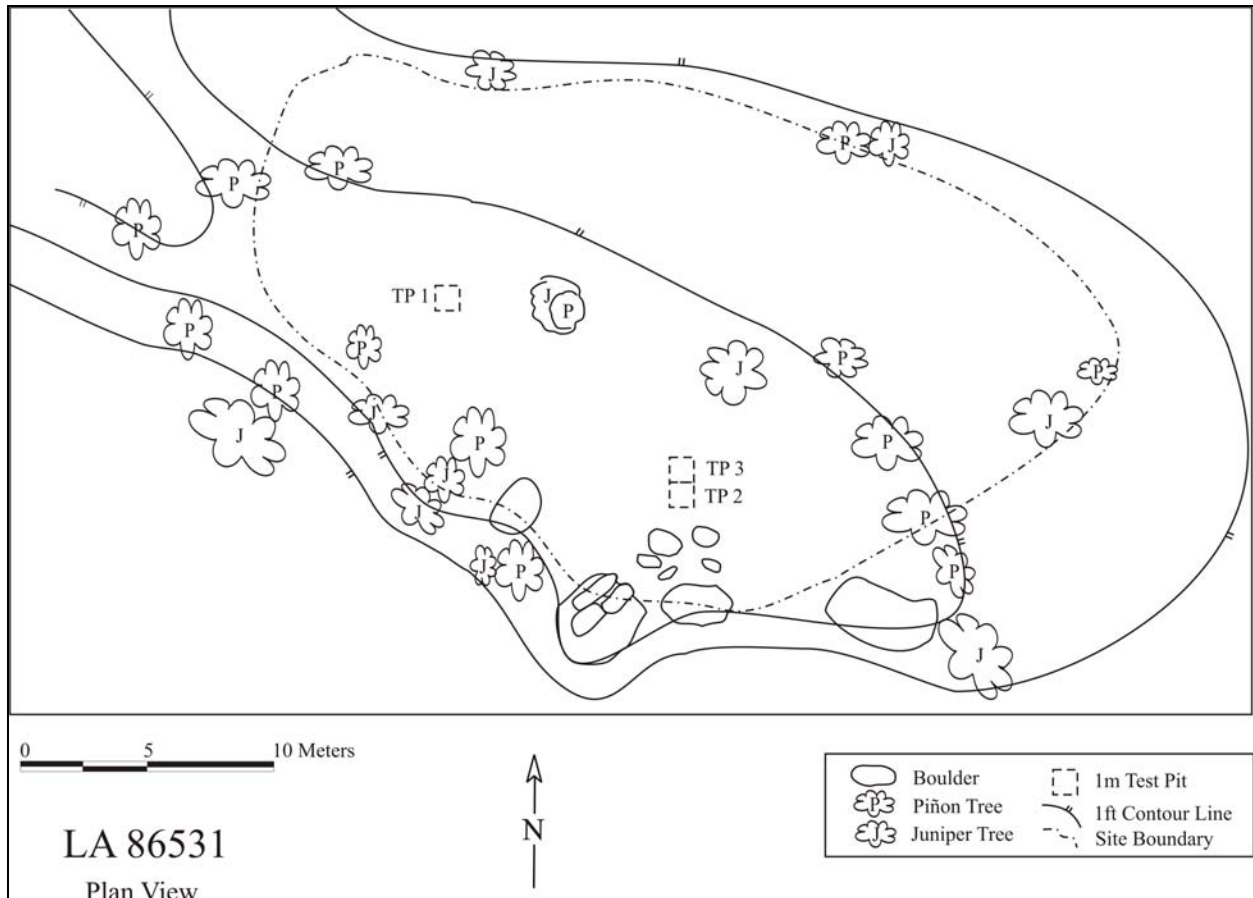 J
P
J
P
P
P
TP 1
J
P
P
P
J
P
P
P
J
J
P
P
J
J
TP 3
TP 2
P
J
J
P
P
J
0 5 10 Meters
N
LA 86531
Plan View
Boulder
P Piñon Tree
J Juniper Tree
1m Test Pit
1ft Contour Line
Site Boundary